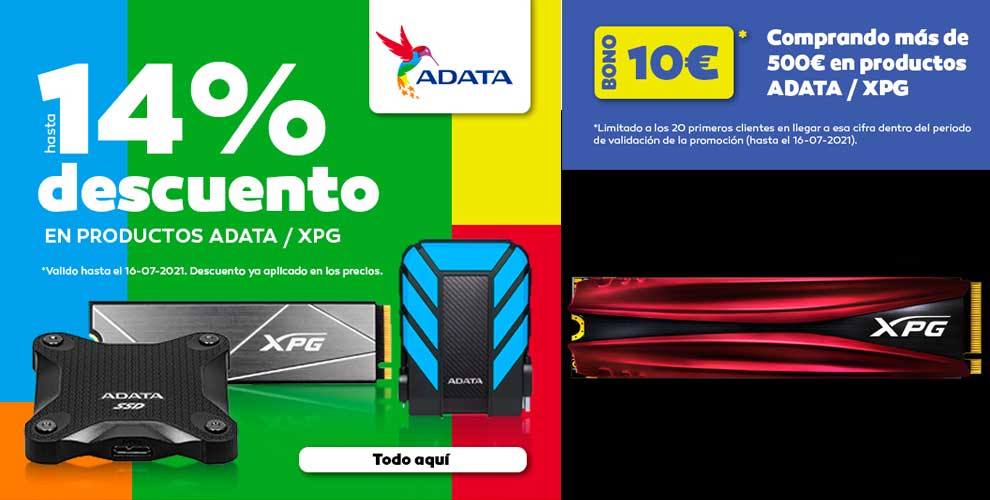 hasta
14%
descuento
EN PRODUCTOS ADATA / XPG
*Valido hasta el 16-07-2021. Descuento ya aplicado en los precios.
ADATA
XPG
ADATA
SSD
ADATA
Todo aquí
BONO
10€*
Comprando más de
500€ en productos
ADATA / XPG
*Limitado a los 20 primeros clientes en llegar a esa cifra dentro del periodo
de validación de la promoción (hasta el 16-07-2021).
XPG